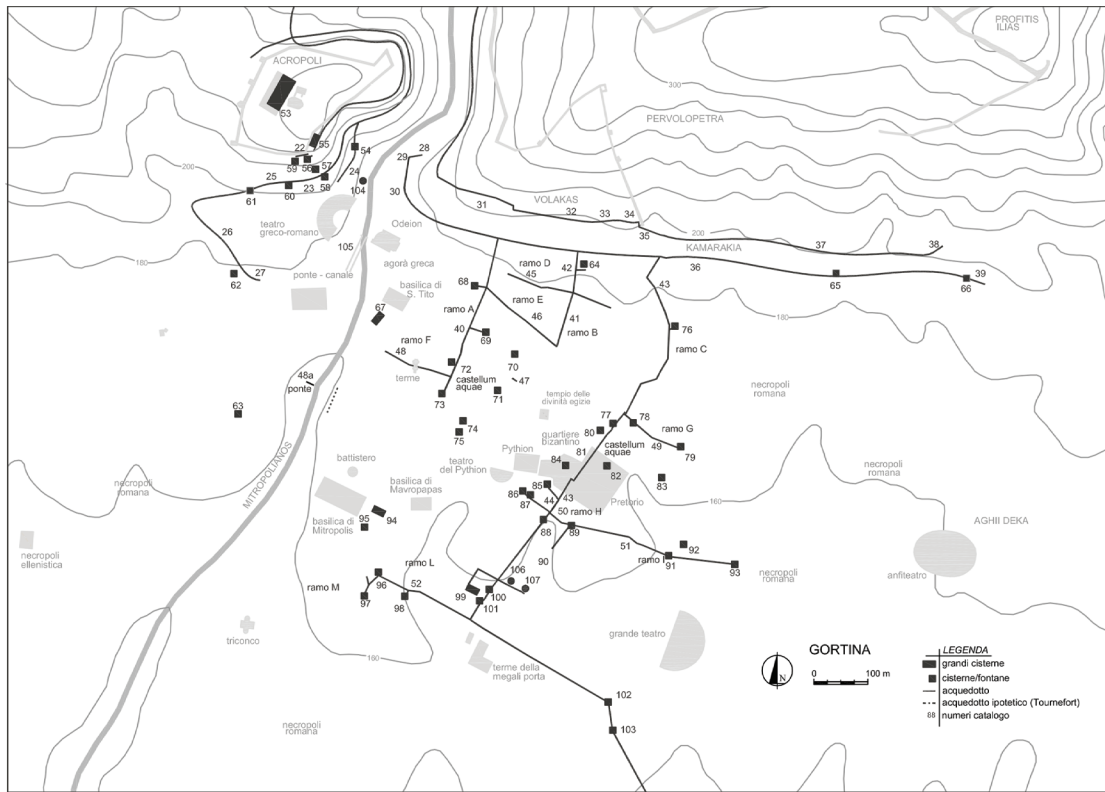 PROFITIS
ILIAS
ACROPOLI
300
53
PERVOLOPETRA
55
22
54
59
56
57
28
29
200
25
24
23
58
104
60
61
30
VOLAKAS
31
32
33
34
teatro
greco-romano
Odeion
35
200
26
105
agorà greca
KAMARAKIA
37
38
180
ramo D
64
36
27
ponte - canale
45
42
39
62
basilica di
S. Tito
68
43
65
66
ramo E
67
ramo A
46
41
180
40
ramo B
76
ramo F
69
48
70
ramo C
72
terme
castellum
aquae
47
48a
ponte
71
necropoli
romana
73
tempio delle
divinità egizie
63
74
77
78
75
80
ramo G
quartiere
bizantino
castellum
aquae
49
MITROPOLIANOS
81
Pythion
79
battistero
teatro
del Pythion
84
82
necropoli
romana
necropoli
romana
85
83
basilica di
Mavropapas
86
43
Pretorio
160
87
44
50
ramo H
basilica di
Mitropolis
95
94
88
89
AGHII DEKA
51
92
90
necropoli
ellenistica
ramo I
91
ramo L
93
necropoli
romana
anfiteatro
106
96
52
107
ramo M
99
100
97
98
101
grande teatro
triconco
160
GORTINA
LEGENDA
grandi cisterne
terme della
megali porta
N
0
100 m
cisterne/fontane
acquedotto
102
acquedotto ipotetico (Tournefort)
88
numeri catalogo
necropoli
romana
103